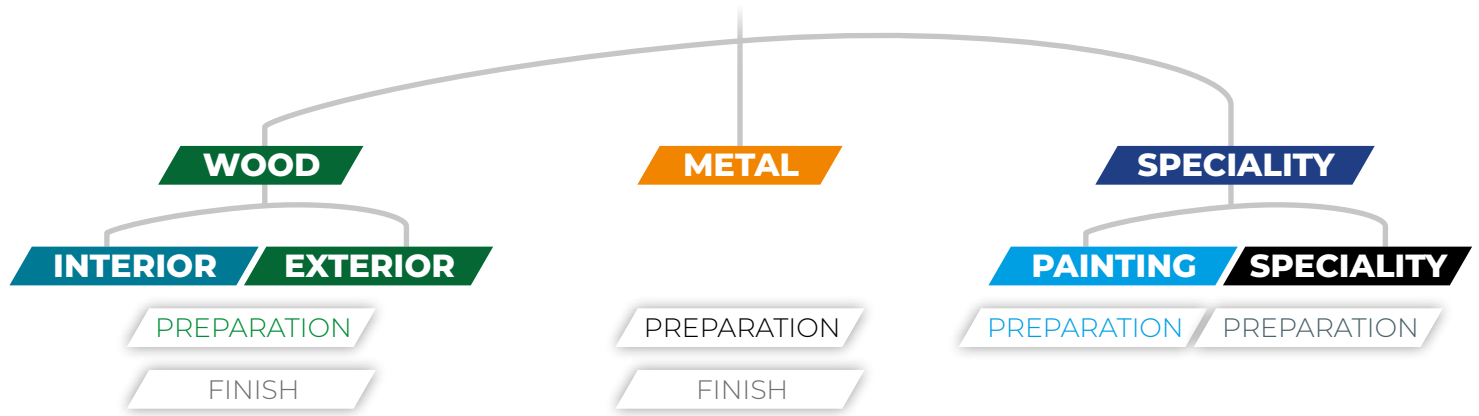 WOOD
METAL
SPECIALITY
INTERIOR
EXTERIOR
PAINTING
SPECIALITY
PREPARATION
PREPARATION
PREPARATION
PREPARATION
FINISH
FINISH